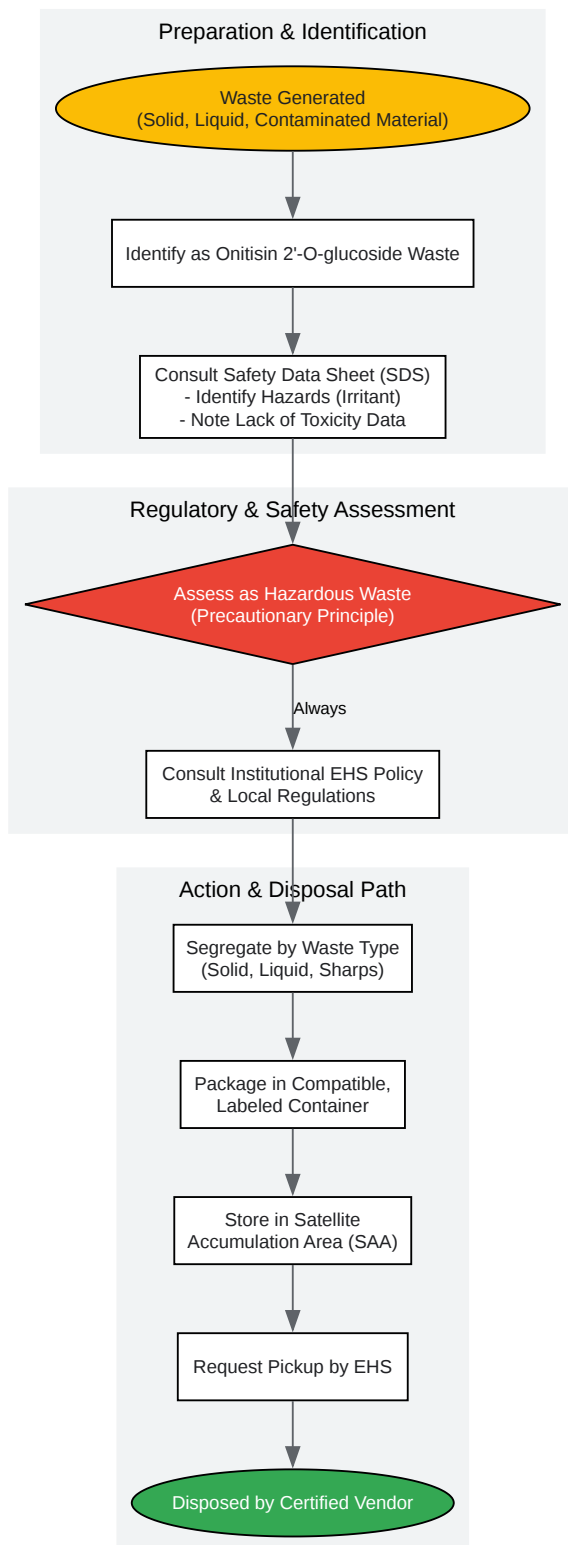 Preparation & Identification
Waste Generated
(Solid, Liquid, Contaminated Material)
Identify as Onitisin 2'-O-glucoside Waste
Consult Safety Data Sheet (SDS)
- Identify Hazards (Irritant)
- Note Lack of Toxicity Data
Regulatory & Safety Assessment
Assess as Hazardous Waste
(Precautionary Principle)
Always
Consult Institutional EHS Policy
& Local Regulations
Action & Disposal Path
Segregate by Waste Type
(Solid, Liquid, Sharps)
Package in Compatible,
Labeled Container
Store in Satellite
Accumulation Area (SAA)
Request Pickup by EHS
Disposed by Certified Vendor